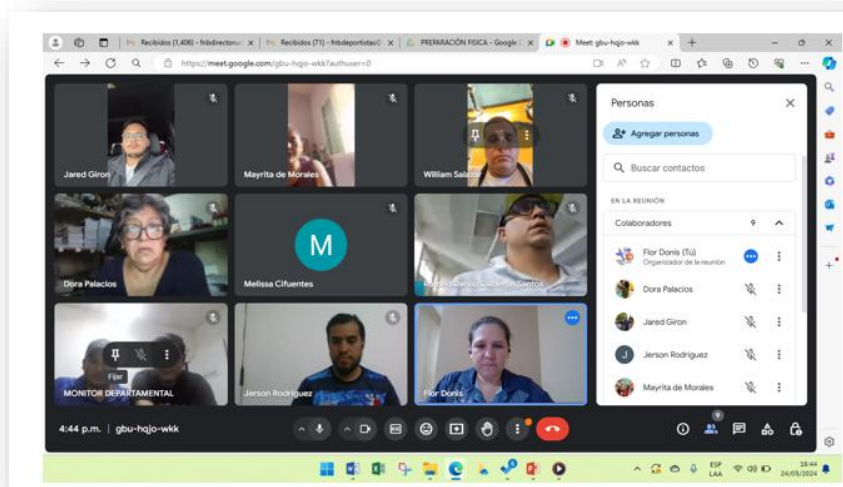 Recibidos (1,406) - fnbdirectortec
Recibidos (71) - fnbdeportistas@
PREPARACIÓN FISICA - Google D
Meet: gbu-hqjo-wkk
https://meet.google.com/gbu-hqjo-wkk?authuser=0
Jared Giron
Mayrita de Morales
William Salazar
Dora Palacios
M
Melissa Cifuentes
Fijar
MONITOR DEPARTAMENTAL
Jerson Rodriguez
Flor Donis
Personas
Agregar personas
Buscar contactos
EN LA REUNIÓN
Colaboradores 9
Flor Donis (Tú)
Organizador de la reunión
Dora Palacios
Jared Giron
J Jerson Rodriguez
Mayrita de Morales
4:44 p.m. | gbu-hqjo-wkk
9
ESP
LAA
16:44
24/05/2024